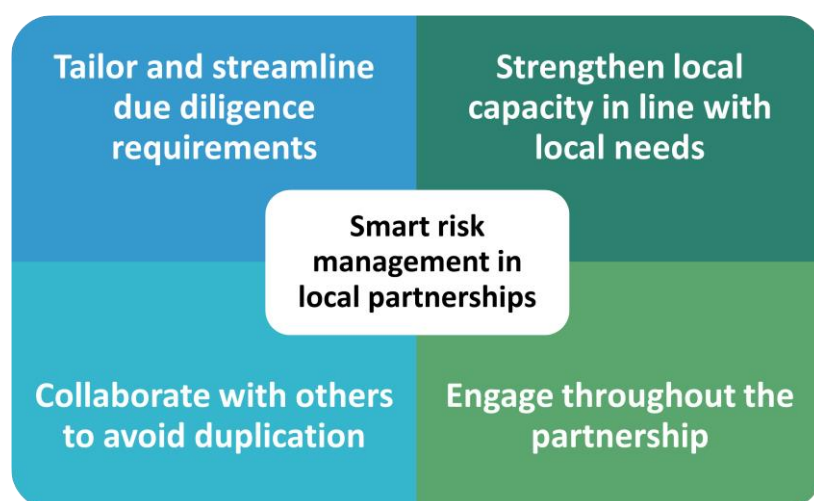 Tailor and streamline
due diligence
requirements
Strengthen local
capacity in line with
local needs
Smart risk
management in
local partnerships
Collaborate with others
to avoid duplication
Engage throughout the
partnership